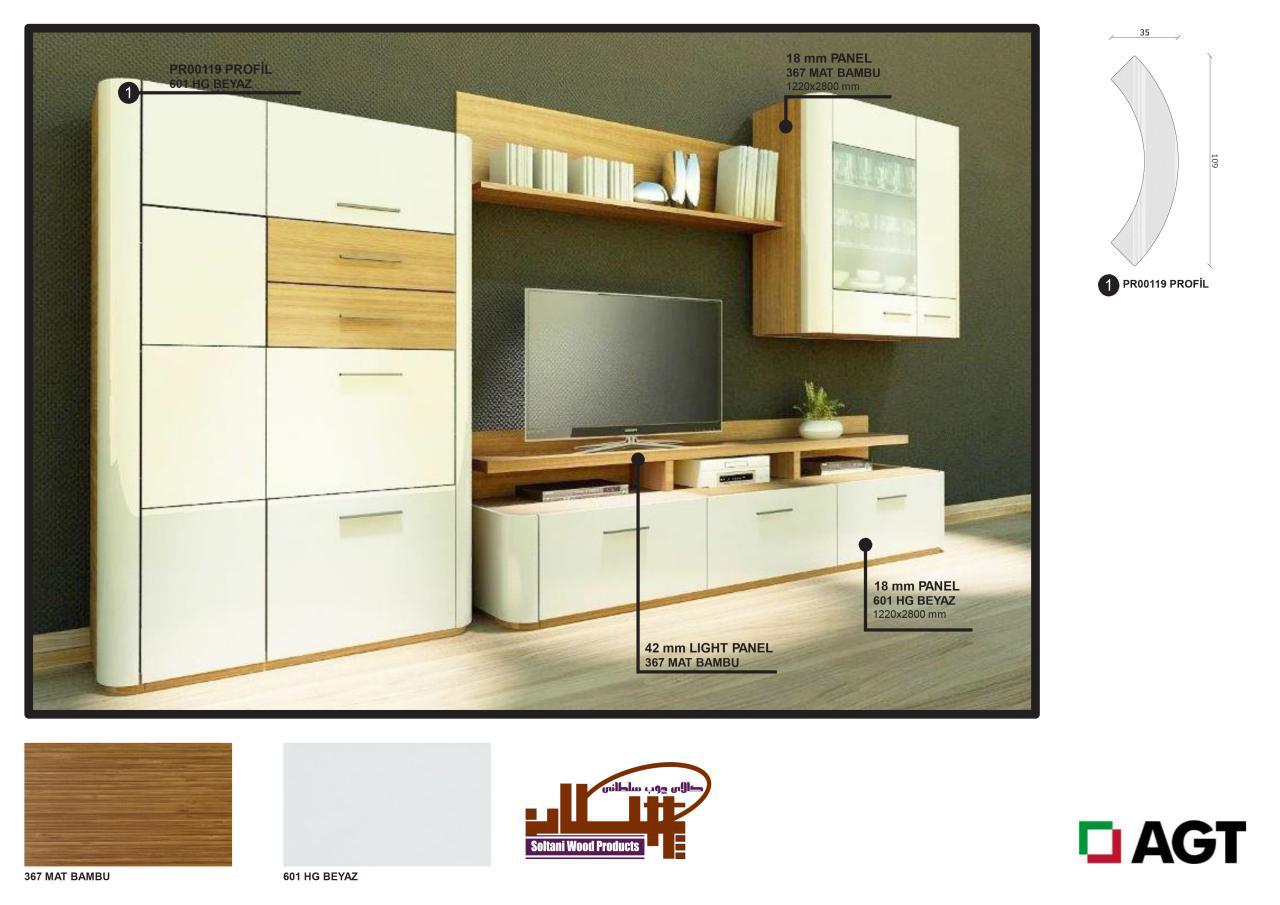 PR00119 PROFİL
601 HG BEYAZ
1
18 mm PANEL
367 MAT BAMBU
1220x2800 mm
35
109
1 PR00119 PROFİL
18 mm PANEL
601 HG BEYAZ
1220x2800 mm
42 mm LIGHT PANEL
367 MAT BAMBU
367 MAT BAMBU
601 HG BEYAZ
کالای چوب سلطانی
Soltani Wood Products
AGT